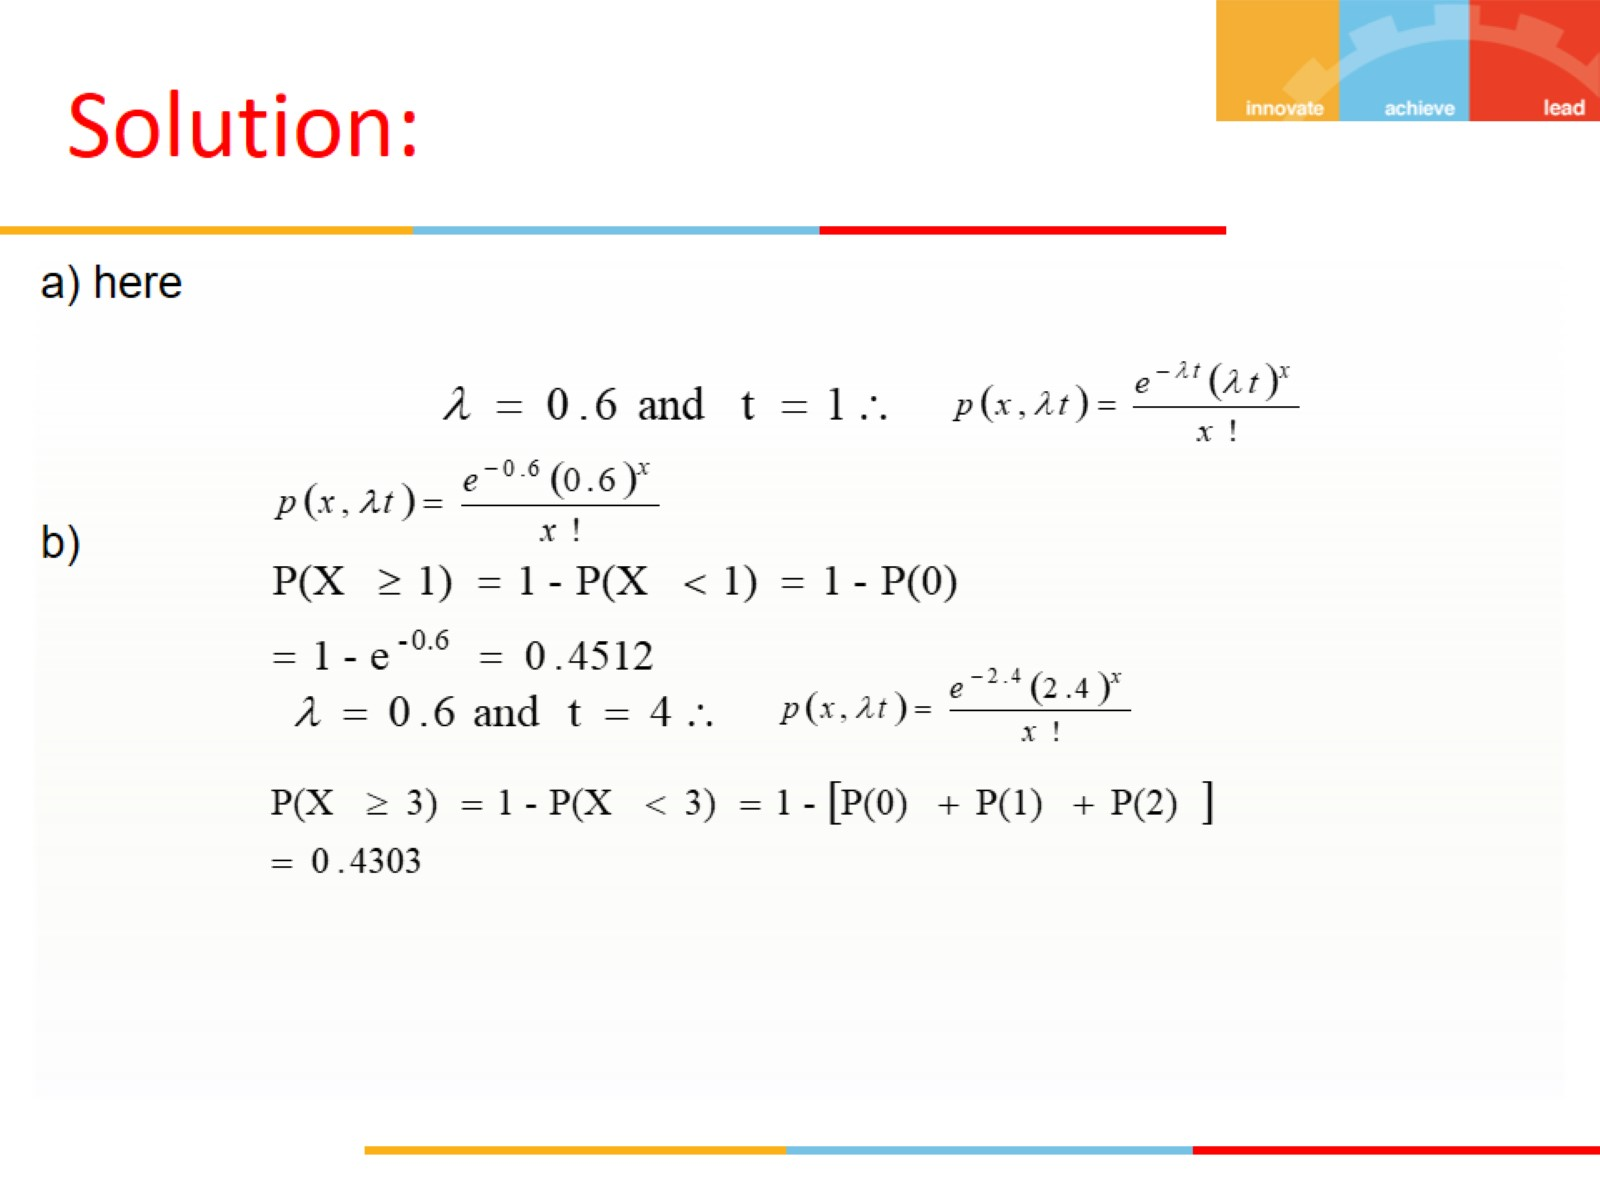 innovate achieve lead
Solution:
a) here
λ = 0.6 and t = 1 ∴ p(x, λt) = e^{-λt}(λt)^x / x!
p(x, λt) = e^{-0.6}(0.6)^x / x!
b)
P(X ≥ 1) = 1 - P(X < 1) = 1 - P(0)
= 1 - e^{-0.6} = 0.4512
λ = 0.6 and t = 4 ∴ p(x, λt) = e^{-2.4}(2.4)^x / x!
P(X ≥ 3) = 1 - P(X < 3) = 1 - [P(0) + P(1) + P(2) ]
= 0.4303